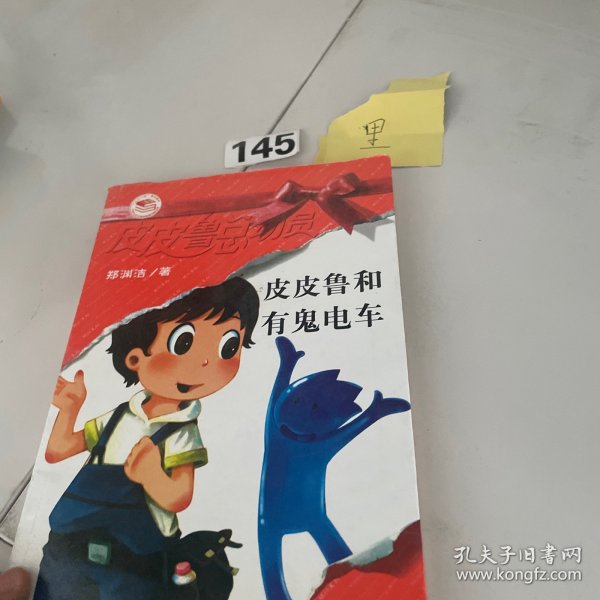 145
里
皮皮鲁总动员
郑渊洁/著
皮皮鲁和
有鬼电车
孔夫子旧书网
www.kongfz.com